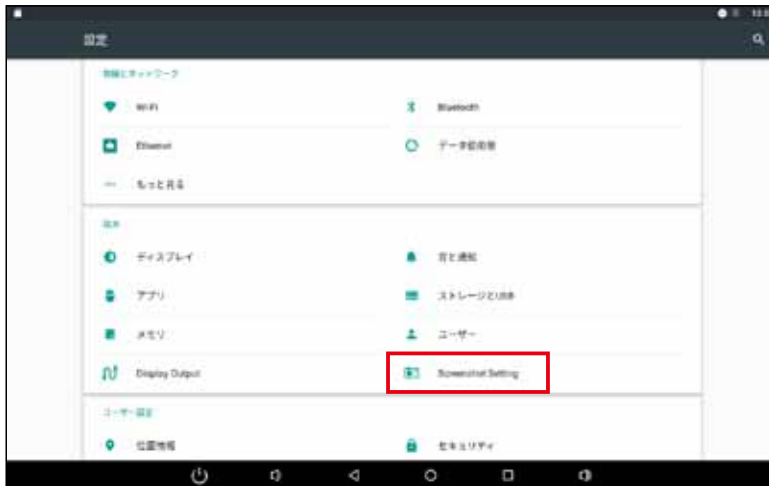 設定
無線とネットワーク
Wi-Fi
Bluetooth
Ethernet
データ使用量
もっと見る
端末
ディスプレイ
音と通知
アプリ
ストレージとUSB
メモリ
ユーザー
Display Output
Screenshot Setting
ユーザー設定
位置情報
セキュリティ